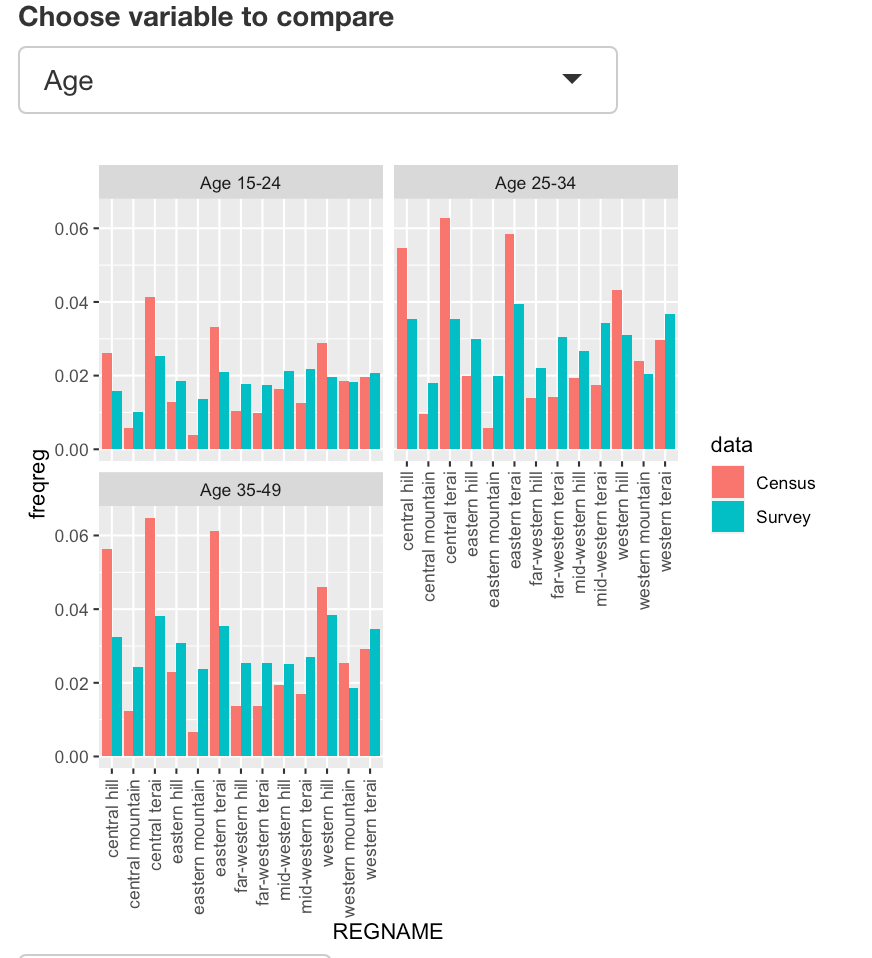 Choose variable to compare
Age
Age 15-24
Age 25-34
0.06
0.04
0.02
0.00
central hill
central mountain
central terai
eastern hill
eastern mountain
eastern terai
far-western hill
far-western terai
mid-western hill
mid-western terai
western hill
western mountain
western terai
Age 35-49
0.06
0.04
0.02
0.00
central hill
central mountain
central terai
eastern hill
eastern mountain
eastern terai
far-western hill
far-western terai
mid-western hill
mid-western terai
western hill
western mountain
western terai
freqreg
REGNAME
data
Census
Survey